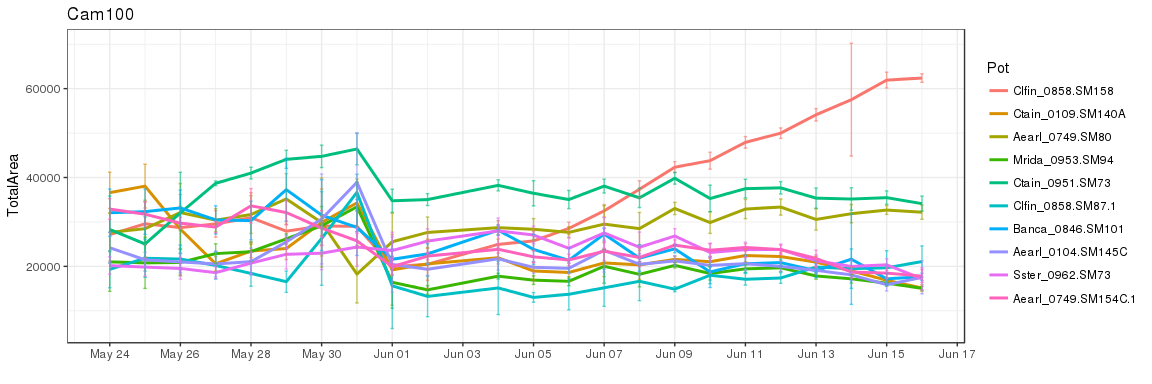 Cam100
TotalArea
60000
40000
20000
May 24 May 26 May 28 May 30 Jun 01 Jun 03 Jun 05 Jun 07 Jun 09 Jun 11 Jun 13 Jun 15 Jun 17
Pot
Clfin_0858.SM158
Ctain_0109.SM140A
Aearl_0749.SM80
Mrida_0953.SM94
Ctain_0951.SM73
Clfin_0858.SM87.1
Banca_0846.SM101
Aearl_0104.SM145C
Sster_0962.SM73
Aearl_0749.SM154C.1